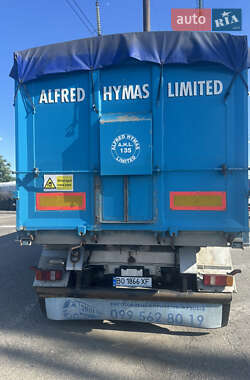 AUTO RIA
ALFRED HYMAS LIMITED
ALFRED HYMAS
A.H.L.
135
LIMITED
BO 1866 XF
099 562 80 19